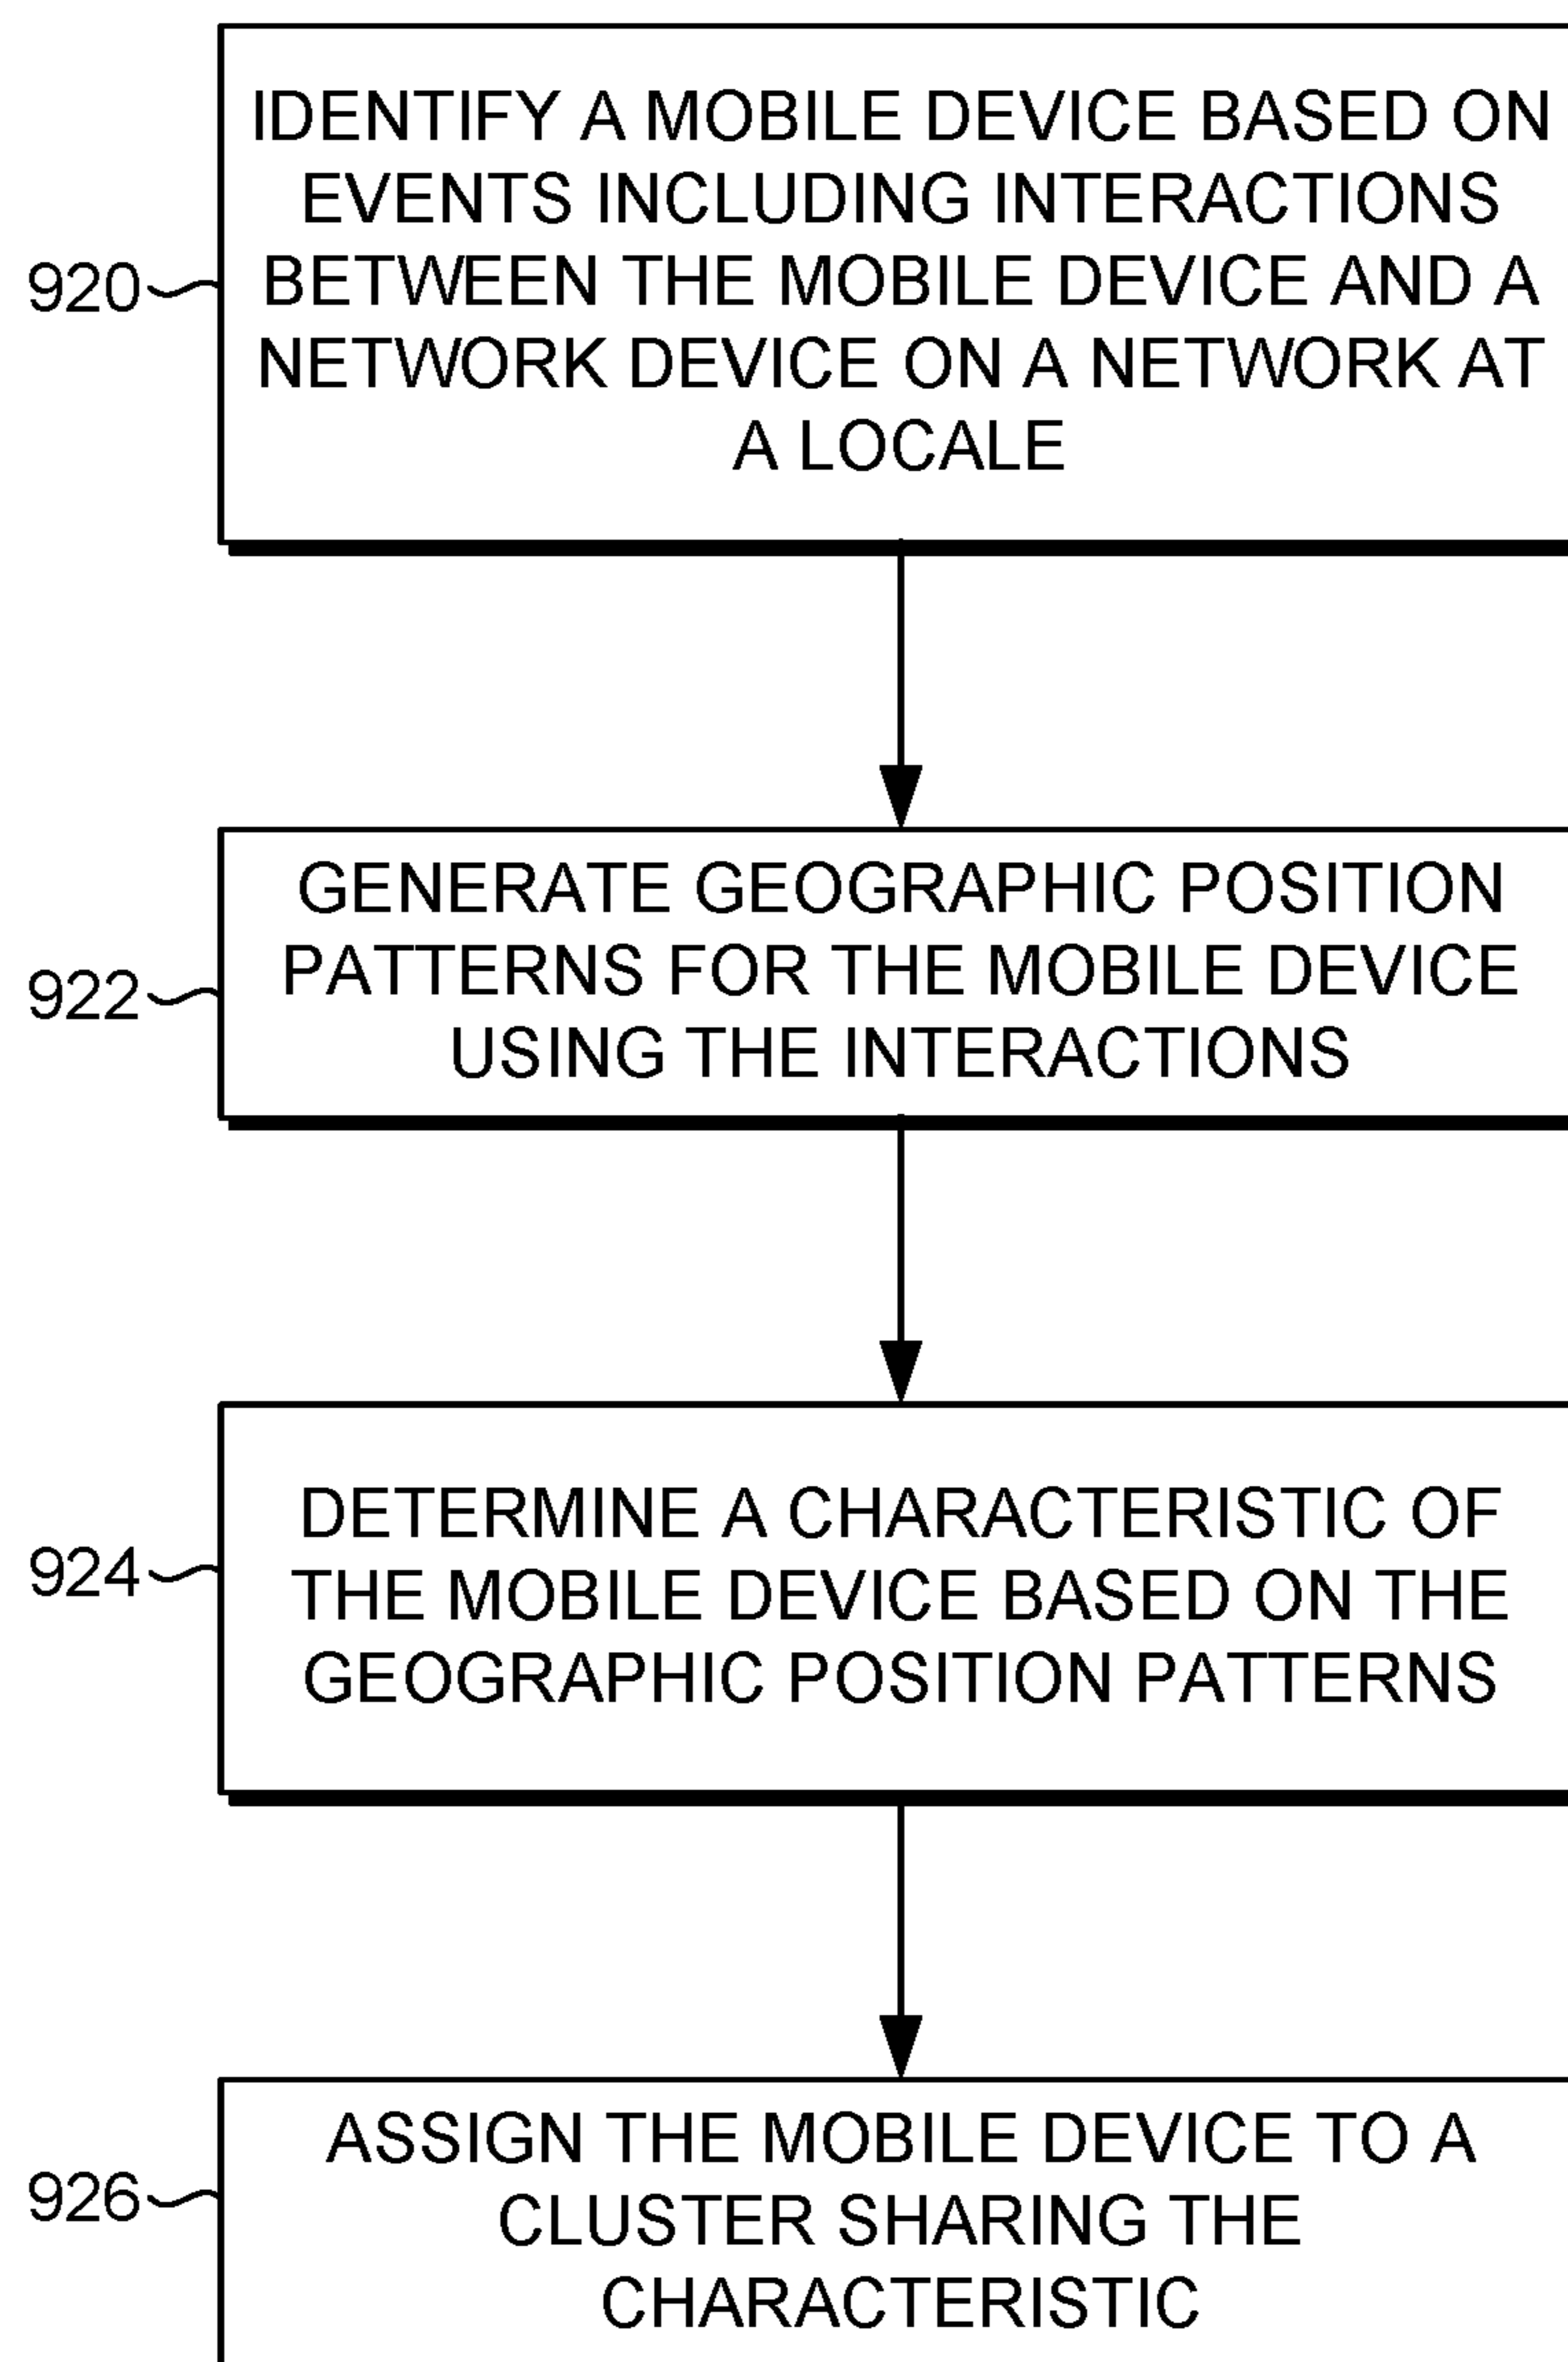 IDENTIFY A MOBILE DEVICE BASED ON
EVENTS INCLUDING INTERACTIONS
920
BETWEEN THE MOBILE DEVICE AND A
NETWORK DEVICE ON A NETWORK AT
A LOCALE
GENERATE GEOGRAPHIC POSITION
PATTERNS FOR THE MOBILE DEVICE
922
USING THE INTERACTIONS
DETERMINE A CHARACTERISTIC OF
924
THE MOBILE DEVICE BASED ON THE
GEOGRAPHIC POSITION PATTERNS
ASSIGN THE MOBILE DEVICE TO A
926
CLUSTER SHARING THE
CHARACTERISTIC